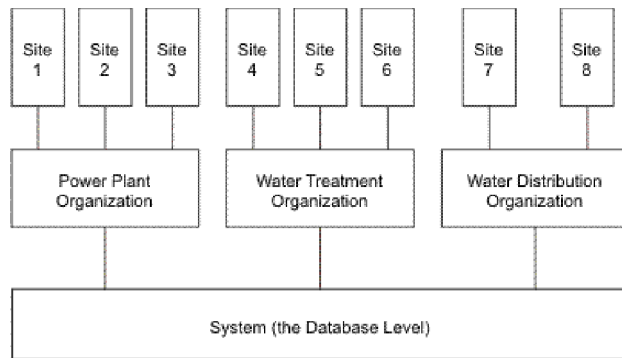 Site
1
Site
2
Site
3
Site
4
Site
5
Site
6
Site
7
Site
8
Power Plant
Organization
Water Treatment
Organization
Water Distribution
Organization
System (the Database Level)